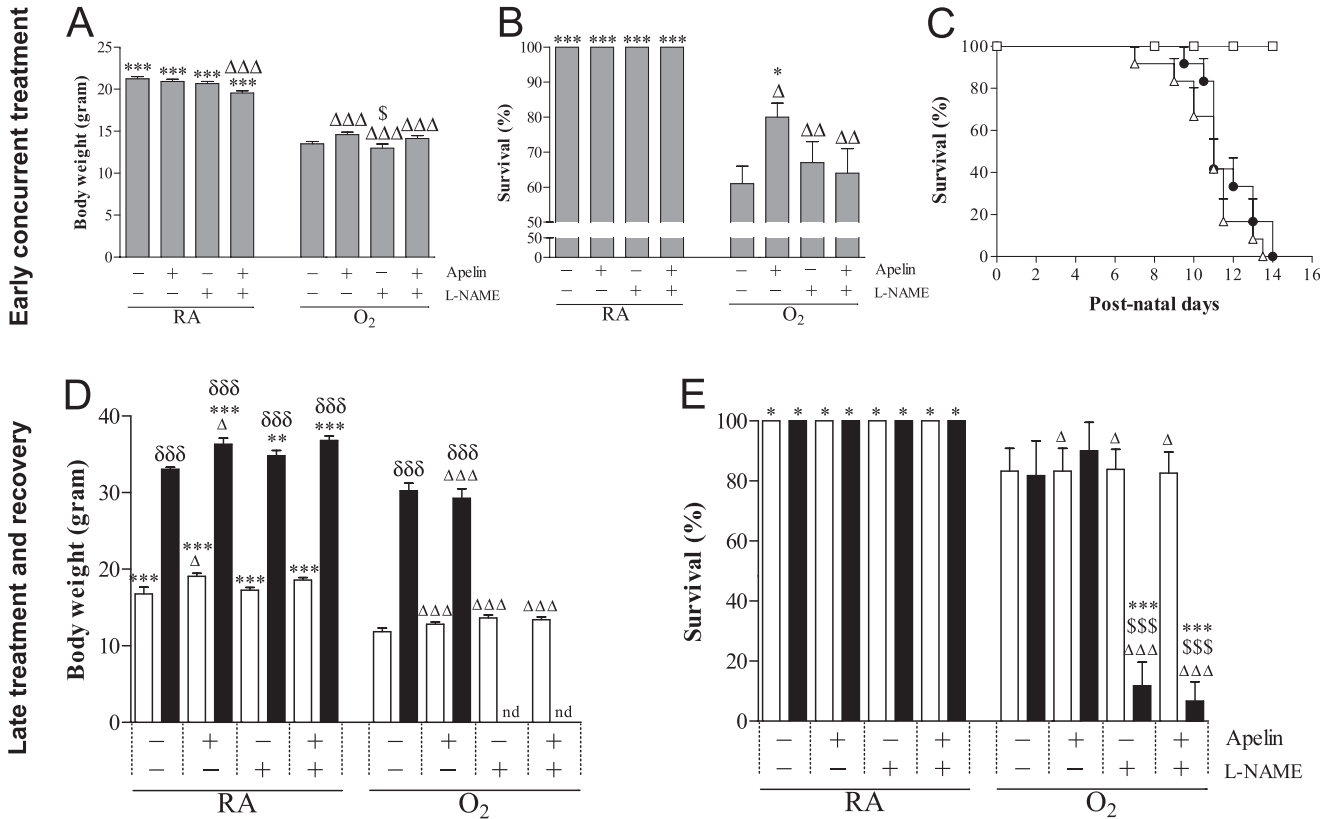 Early concurrent treatment
A
Body weight (gram)
25
20
15
10
5
0
*** *** *** ΔΔΔ
***
ΔΔΔ $ ΔΔΔ
ΔΔΔ
– + – + – + – + Apelin
– – + + – – + + L-NAME
RA O2
B
Survival (%)
100
90
80
70
60
50
50
0
*** *** *** ***
*
Δ ΔΔ ΔΔ
– + – + – + – + Apelin
– – + + – – + + L-NAME
RA O2
C
Survival (%)
100
80
60
40
20
0
0 2 4 6 8 10 12 14 16
Post-natal days
Late treatment and recovery
D
Body weight (gram)
40
30
20
10
0
δδδ
δδδ *** δδδ δδδ
Δ ** ***
δδδ δδδ
ΔΔΔ
*** *** *** ***
Δ
ΔΔΔ ΔΔΔ ΔΔΔ
nd nd
– + – + – + – +
– – + + – – + +
RA O2
E
Survival (%)
100
80
60
40
20
0
* * * * * * * *
Δ Δ Δ
*** ***
$$$ $$$
ΔΔΔ ΔΔΔ
– + – + – + – + Apelin
– – + + – – + + L-NAME
RA O2